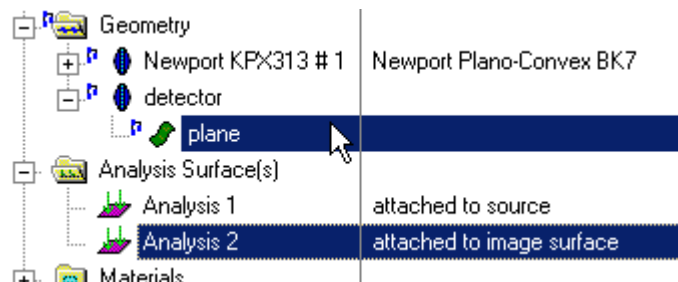 Geometry
Newport KPX313 # 1 Newport Plano-Convex BK7
detector
plane
Analysis Surface(s)
Analysis 1 attached to source
Analysis 2 attached to image surface
Materials